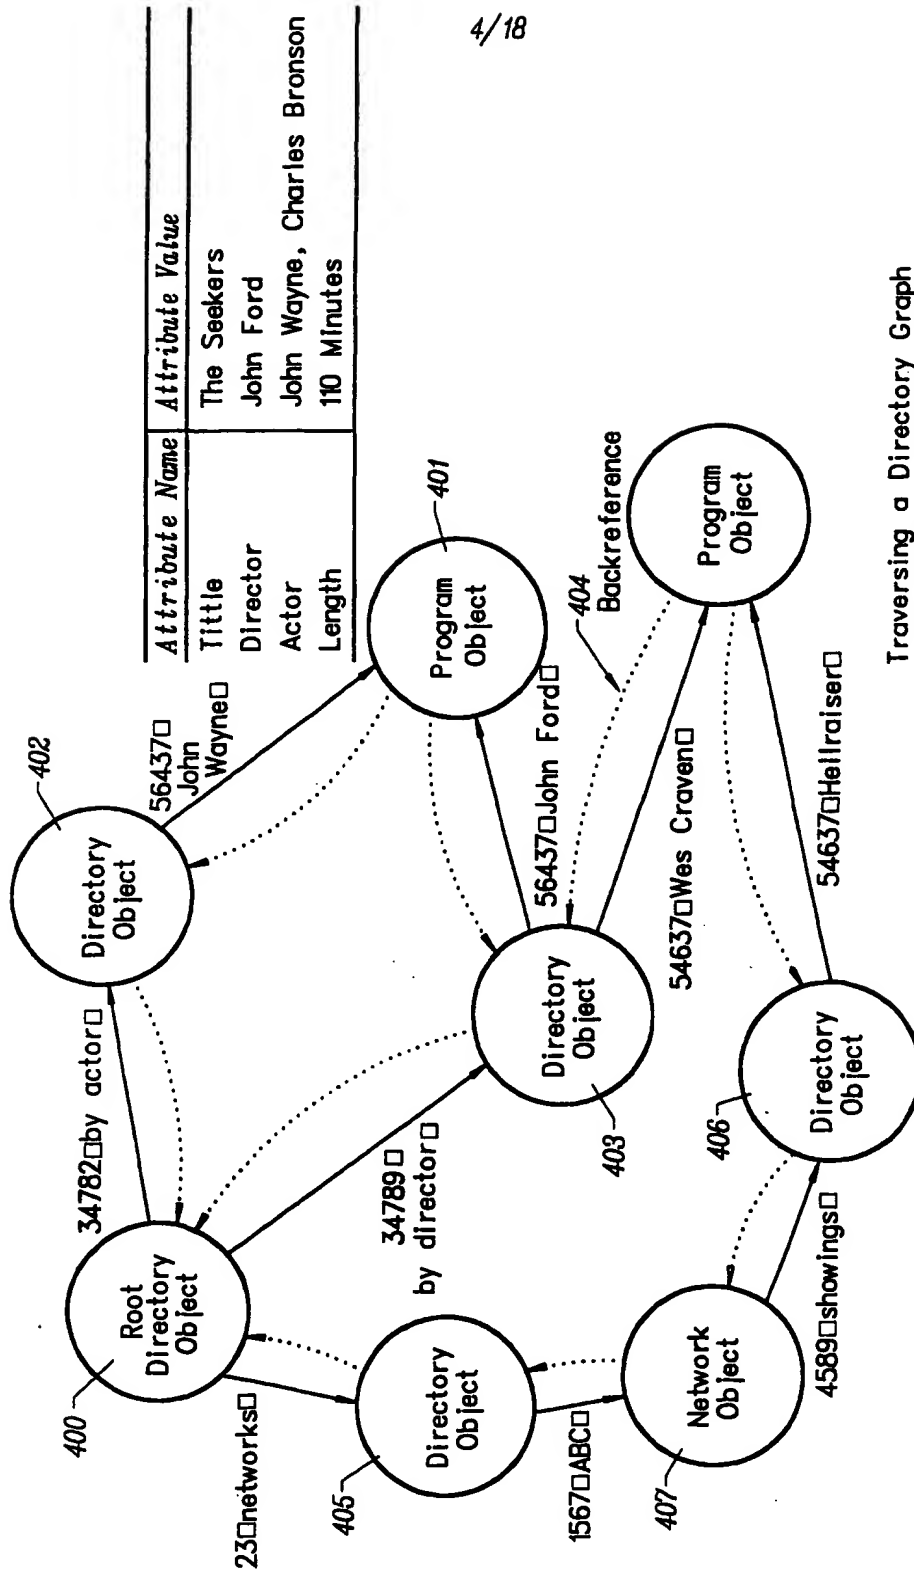 4/18
Attribute Name Attribute Value
Tittle The Seekers
Director John Ford
Actor John Wayne, Charles Bronson
Length 110 Minutes
400
Root
Directory
Object
34782□by actor□
402
Directory
Object
56437□
John
Wayne□
401
Program
Object
23□networks□
34789□
by director□
403
Directory
Object
56437□John Ford□
404
Backreference
54637□Wes Craven□
Program
Object
405
Directory
Object
1567□ABC□
407
Network
Object
4589□showings□
406
Directory
Object
54637□Hellraiser□
Traversing a Directory Graph